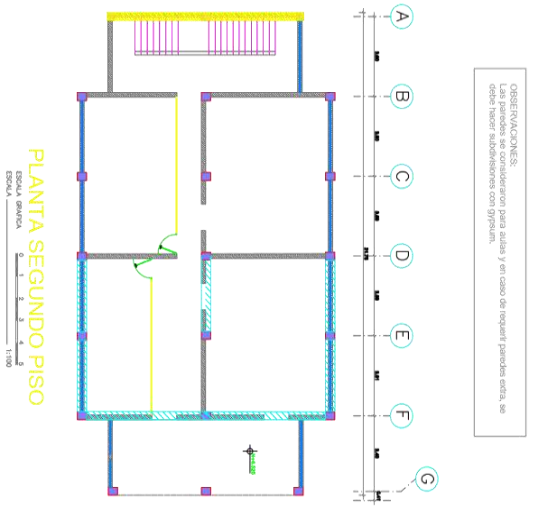 OBSERVACIONES:
Las paredes se consideraron para aulas y en caso de requerir paredes extra, se
debe hacer subdivisiones con gypsum.
A
B
C
D
E
F
G
PLANTA SEGUNDO PISO
ESCALA GRAFICA
0 1 2 3 4 5
ESCALA 1:100